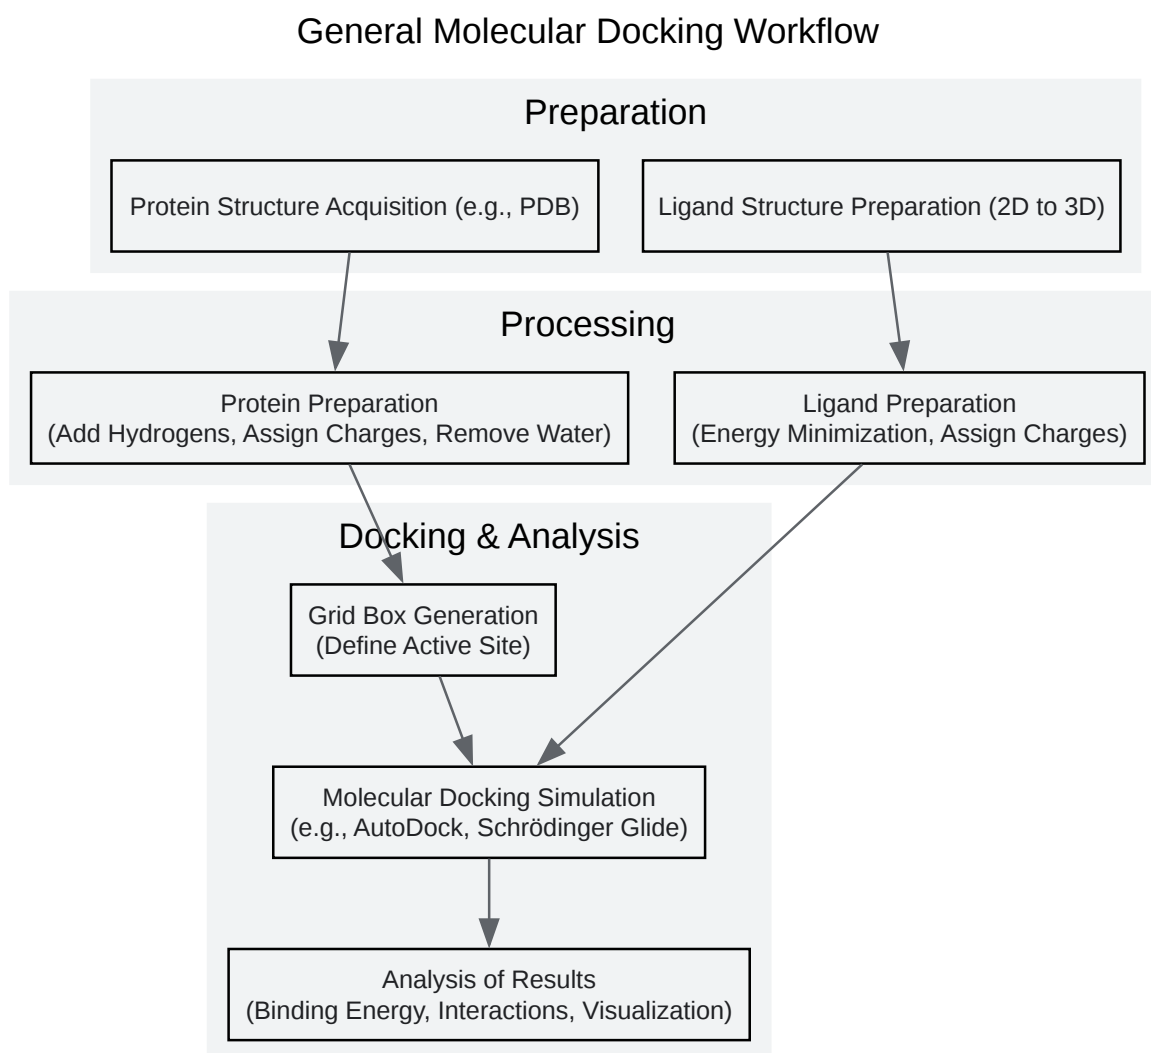 General Molecular Docking Workflow
Preparation
Protein Structure Acquisition (e.g., PDB)
Ligand Structure Preparation (2D to 3D)
Processing
Protein Preparation
(Add Hydrogens, Assign Charges, Remove Water)
Ligand Preparation
(Energy Minimization, Assign Charges)
Docking & Analysis
Grid Box Generation
(Define Active Site)
Molecular Docking Simulation
(e.g., AutoDock, Schrödinger Glide)
Analysis of Results
(Binding Energy, Interactions, Visualization)